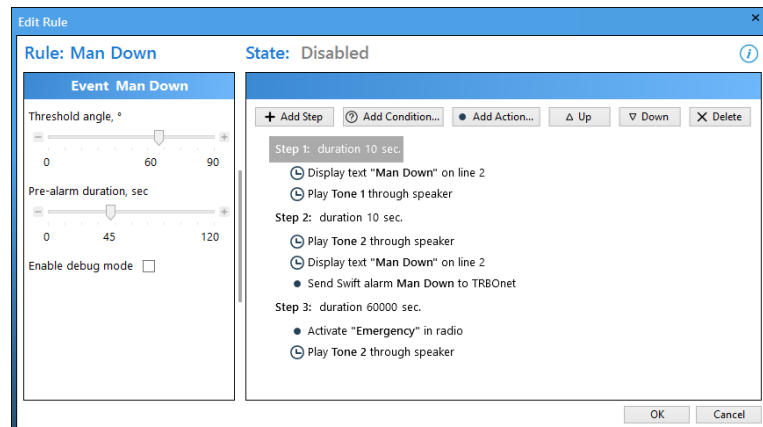 Edit Rule
Rule: Man Down
State: Disabled
Event Man Down
Threshold angle, °
0 60 90
Pre-alarm duration, sec
0 45 120
Enable debug mode
Add Step Add Condition... Add Action... Up Down Delete
Step 1: duration 10 sec.
Display text "Man Down" on line 2
Play Tone 1 through speaker
Step 2: duration 10 sec.
Play Tone 2 through speaker
Display text "Man Down" on line 2
Send Swift alarm Man Down to TRBOnet
Step 3: duration 60000 sec.
Activate "Emergency" in radio
Play Tone 2 through speaker
OK Cancel